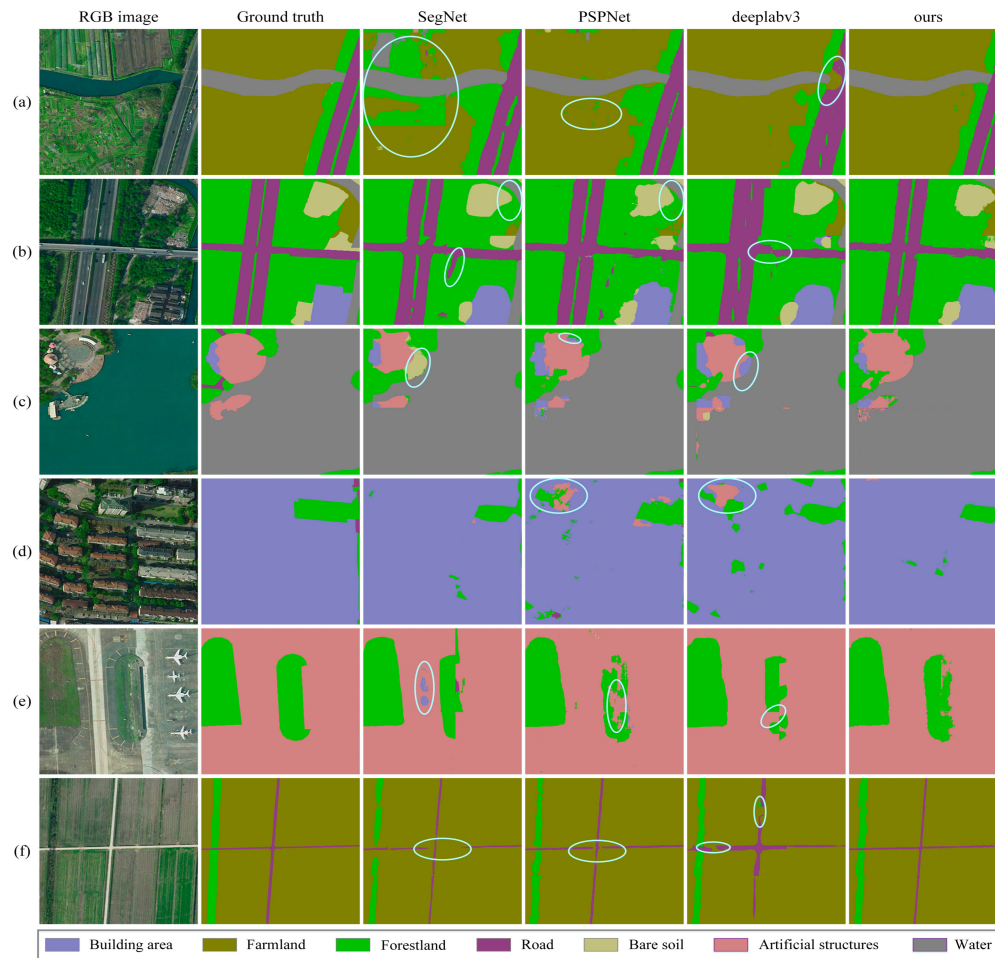 RGB image Ground truth SegNet PSPNet deeplabv3 ours
(a)
(b)
(c)
(d)
(e)
(f)
Building area Farmland Forestland Road Bare soil Artificial structures Water